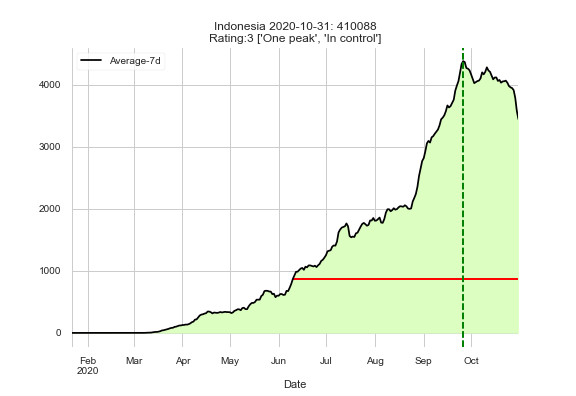 Indonesia 2020-10-31: 410088
Rating:3 ['One peak', 'In control']
Average-7d
4000
3000
2000
1000
0
Feb Mar Apr May Jun Jul Aug Sep Oct
2020
Date